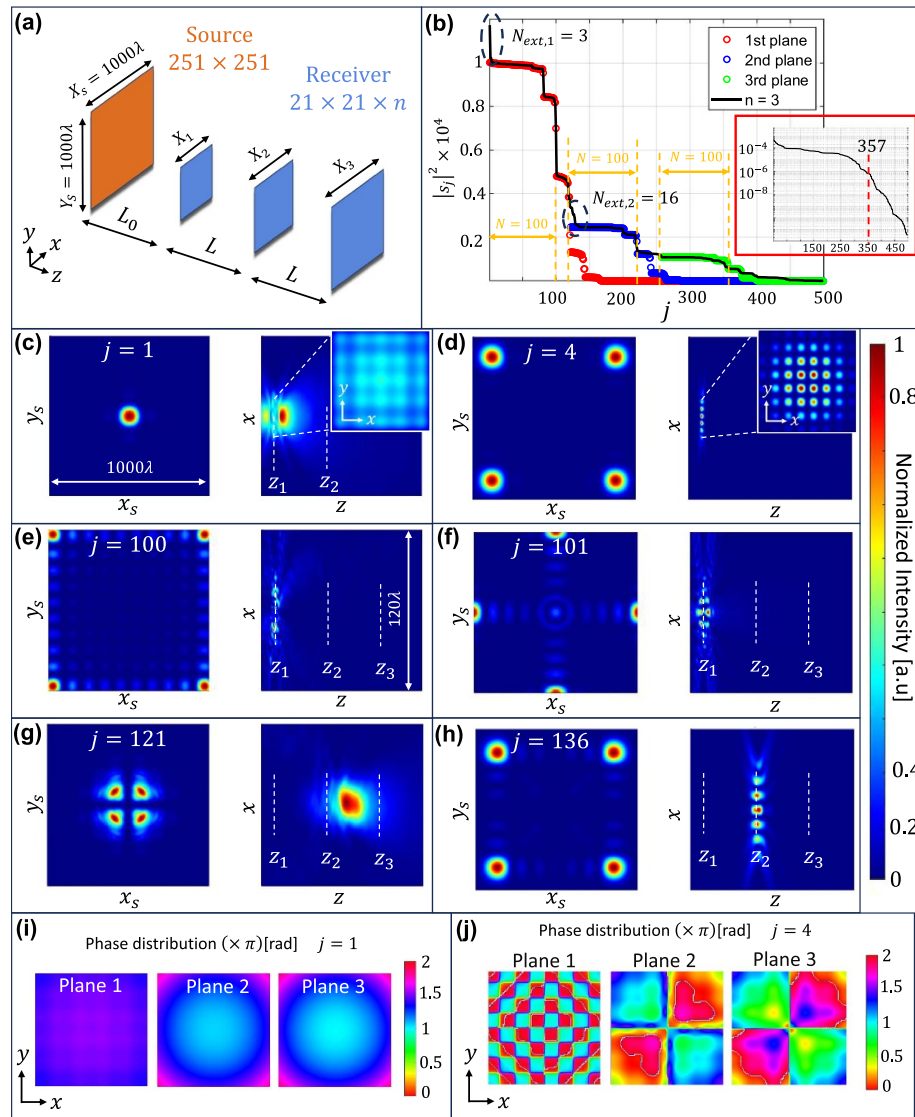 (a)
Source
251 × 251
X_s = 1000λ
Y_s = 1000λ
Receiver
21 × 21 × n
X_1
X_2
X_3
L_0
L
L
y
x
z
(b)
N_ext,1 = 3
1st plane
2nd plane
3rd plane
n = 3
|s_j|^2 × 10^4
1
0.8
0.6
0.4
0.2
N = 100
N = 100
N = 100
N_ext,2 = 16
357
10^-4
10^-6
10^-8
150 250 350 450
100 200 300 400 500
j
(c)
j = 1
y_s
1000λ
x_s
x
z_1
z_2
z
y
x
(d)
j = 4
y_s
x_s
x
z
y
x
(e)
j = 100
y_s
x_s
x
z_1
z_2
z_3
120λ
z
(f)
j = 101
y_s
x_s
x
z_1
z_2
z_3
z
(g)
j = 121
y_s
x_s
x
z_1
z_2
z_3
z
(h)
j = 136
y_s
x_s
x
z_1
z_2
z_3
z
1
0.8
0.6
0.4
0.2
0
Normalized Intensity [a.u]
(i)
Phase distribution (× π)[rad] j = 1
Plane 1
Plane 2
Plane 3
2
1.5
1
0.5
0
y
x
(j)
Phase distribution (× π)[rad] j = 4
Plane 1
Plane 2
Plane 3
2
1.5
1
0.5
0
y
x